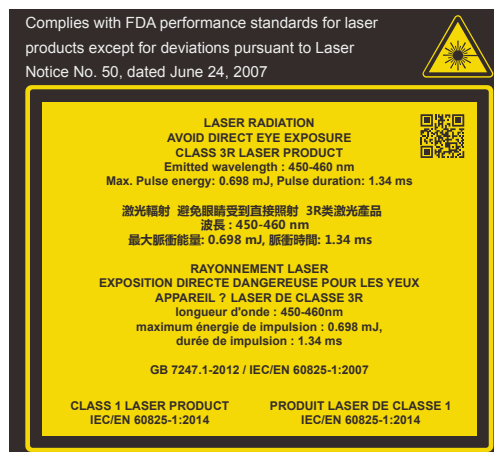 Complies with FDA performance standards for laser
products except for deviations pursuant to Laser
Notice No. 50, dated June 24, 2007
LASER RADIATION
AVOID DIRECT EYE EXPOSURE
CLASS 3R LASER PRODUCT
Emitted wavelength : 450-460 nm
Max. Pulse energy: 0.698 mJ, Pulse duration: 1.34 ms
激光輻射 避免眼睛受到直接照射 3R类激光產品
波長 : 450-460 nm
最大脈衝能量: 0.698 mJ, 脈衝時間: 1.34 ms
RAYONNEMENT LASER
EXPOSITION DIRECTE DANGEREUSE POUR LES YEUX
APPAREIL ? LASER DE CLASSE 3R
longueur d'onde : 450-460nm
maximum énergie de impulsion : 0.698 mJ,
durée de impulsion : 1.34 ms
GB 7247.1-2012 / IEC/EN 60825-1:2007
CLASS 1 LASER PRODUCT
IEC/EN 60825-1:2014
PRODUIT LASER DE CLASSE 1
IEC/EN 60825-1:2014